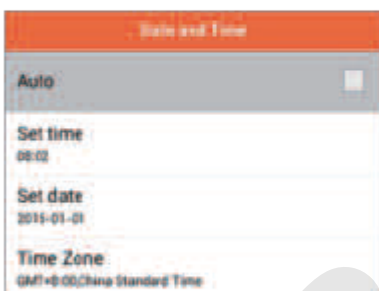 Date and Time
Auto
Set time
08:02
Set date
2015-01-01
Time Zone
GMT+8:00,China Standard Time